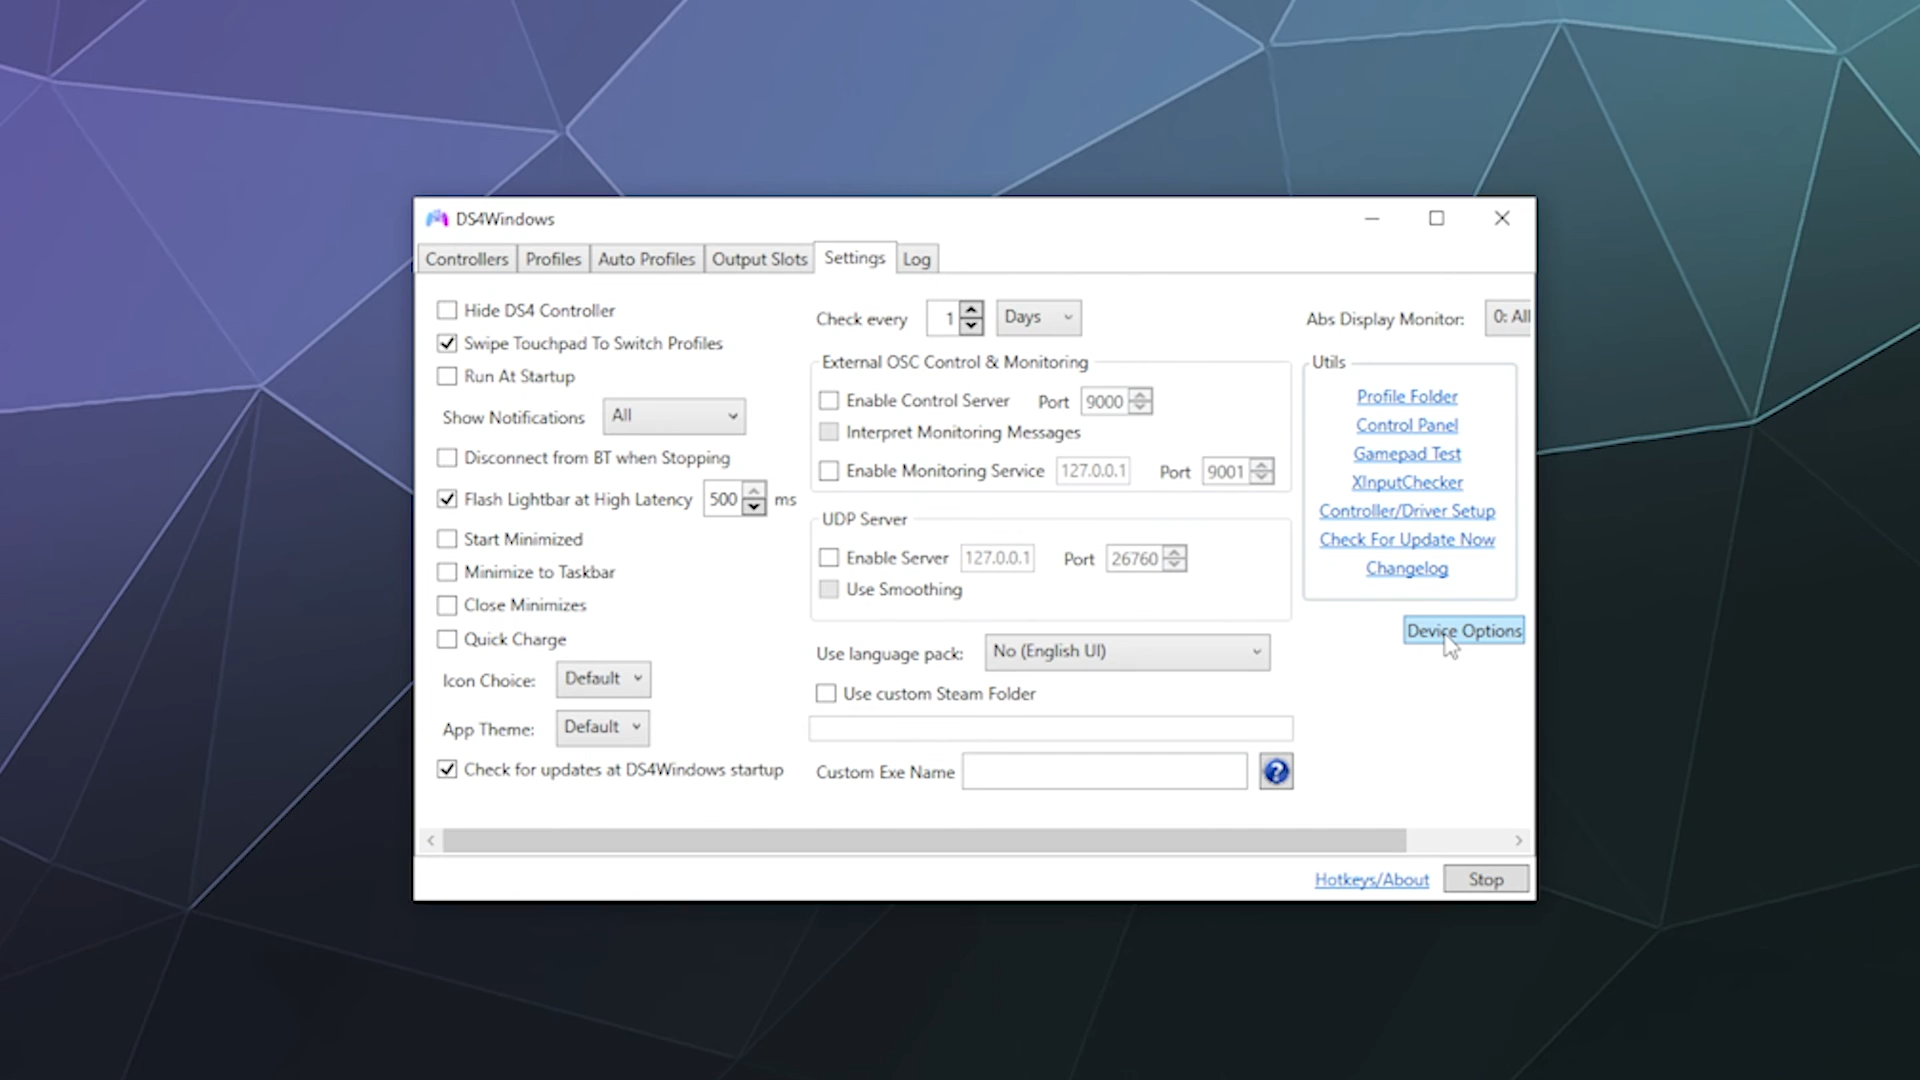 DS4Windows
Controllers
Profiles
Auto Profiles
Output Slots
Settings
Log
Hide DS4 Controller
Swipe Touchpad To Switch Profiles
Run At Startup
Show Notifications
All
Disconnect from BT when Stopping
Flash Lightbar at High Latency
500
ms
Start Minimized
Minimize to Taskbar
Close Minimizes
Quick Charge
Icon Choice:
Default
App Theme:
Default
Check for updates at DS4Windows startup
Check every
1
Days
External OSC Control & Monitoring
Enable Control Server
Port
9000
Interpret Monitoring Messages
Enable Monitoring Service
127.0.0.1
Port
9001
UDP Server
Enable Server
127.0.0.1
Port
26760
Use Smoothing
Use language pack:
No (English UI)
Use custom Steam Folder
Custom Exe Name
?
Abs Display Monitor:
0: All
Utils
Profile Folder
Control Panel
Gamepad Test
XInputChecker
Controller/Driver Setup
Check For Update Now
Changelog
Device Options
Hotkeys/About
Stop